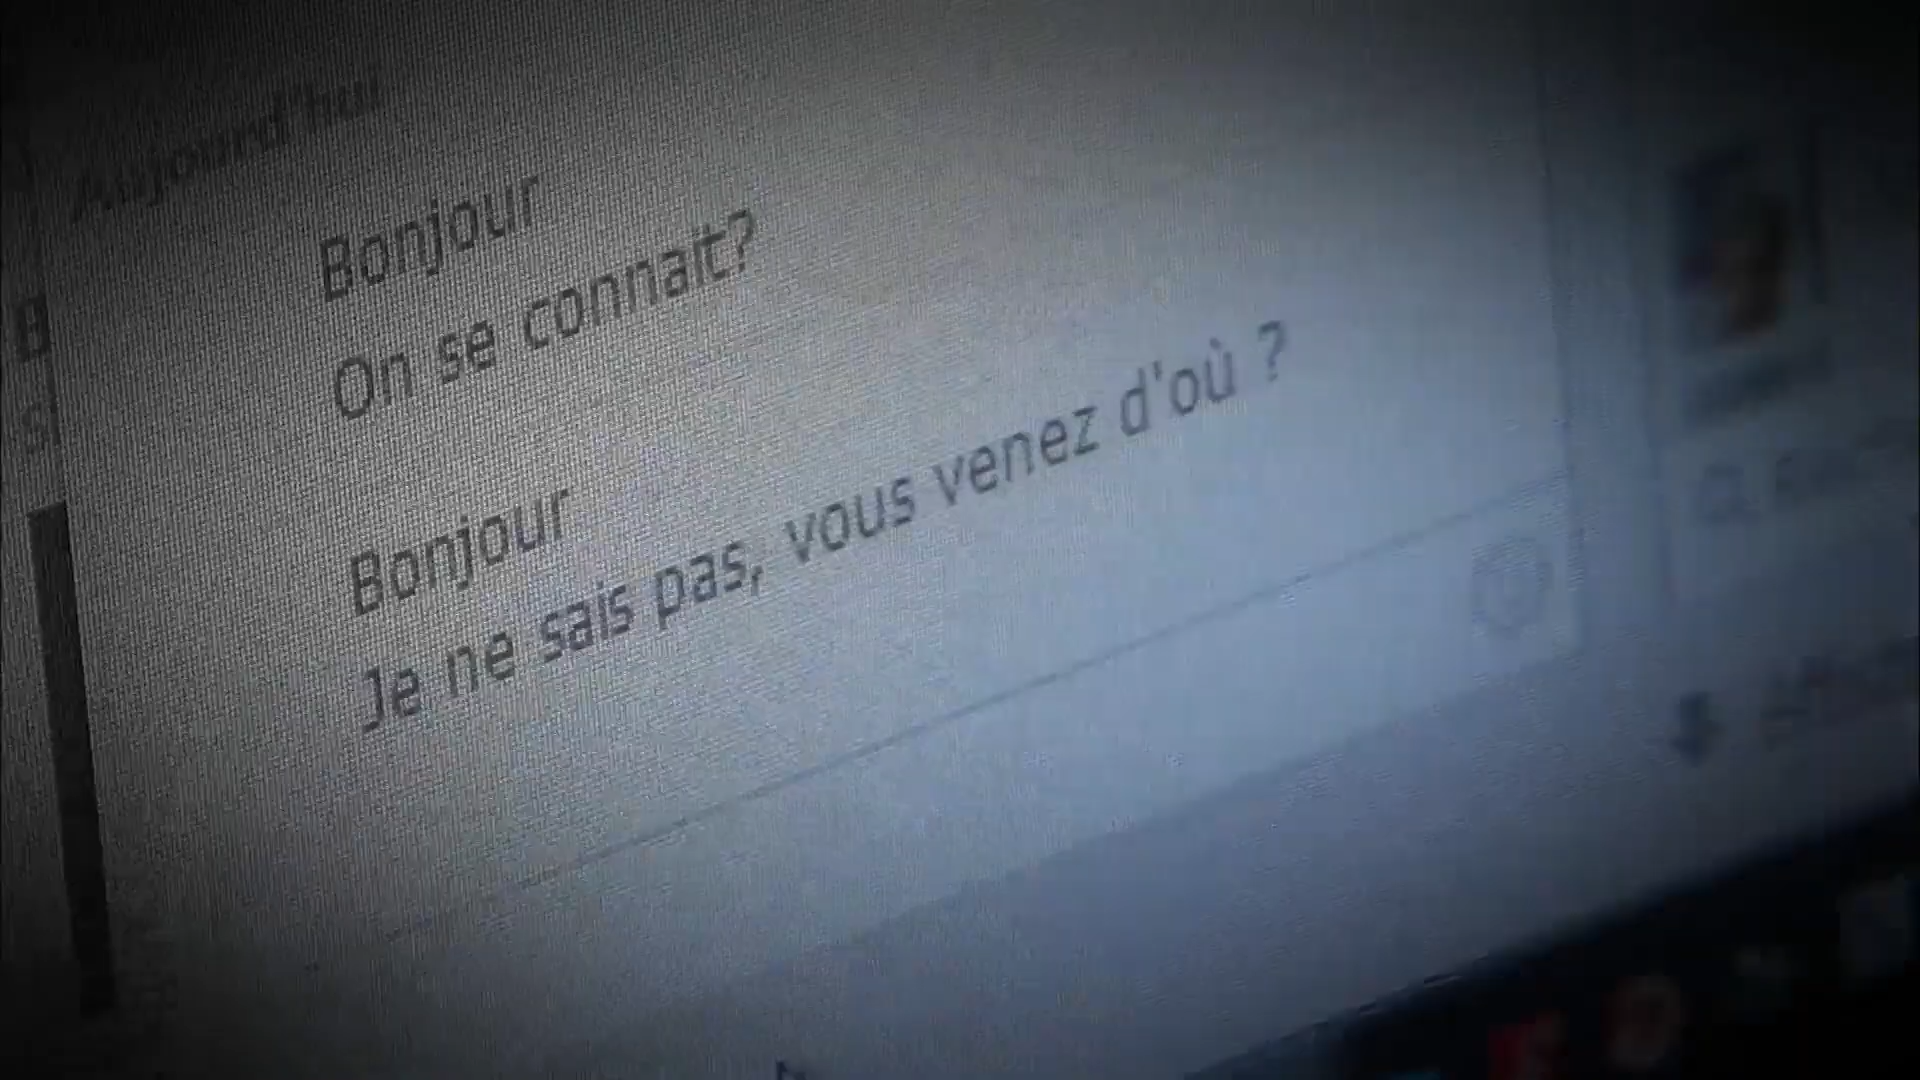 Aujourd'hui
Bonjour
On se connait?
Bonjour
Je ne sais pas, vous venez d'où ?